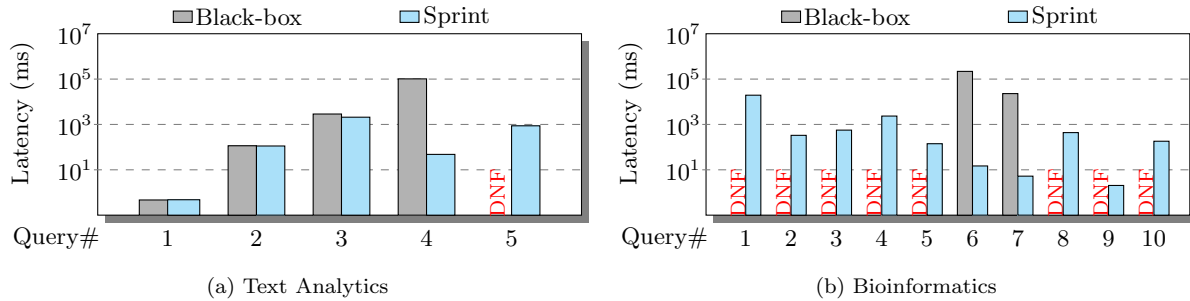 Black-box Sprint
10^7
10^5
10^3
10^1
Latency (ms)
DNF
Query# 1 2 3 4 5
(a) Text Analytics
Black-box Sprint
10^7
10^5
10^3
10^1
Latency (ms)
DNF DNF DNF DNF DNF DNF DNF DNF
Query# 1 2 3 4 5 6 7 8 9 10
(b) Bioinformatics